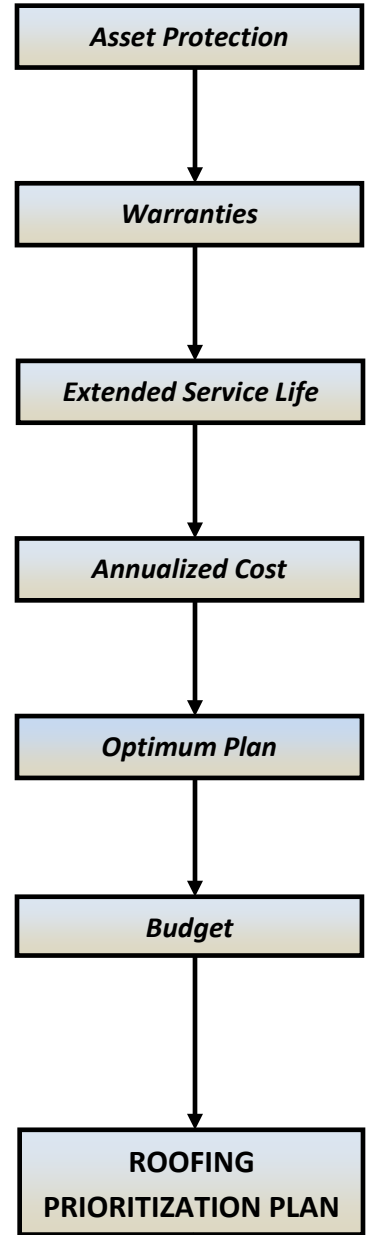 Asset Protection
Warranties
Extended Service Life
Annualized Cost
Optimum Plan
Budget
ROOFING
PRIORITIZATION PLAN